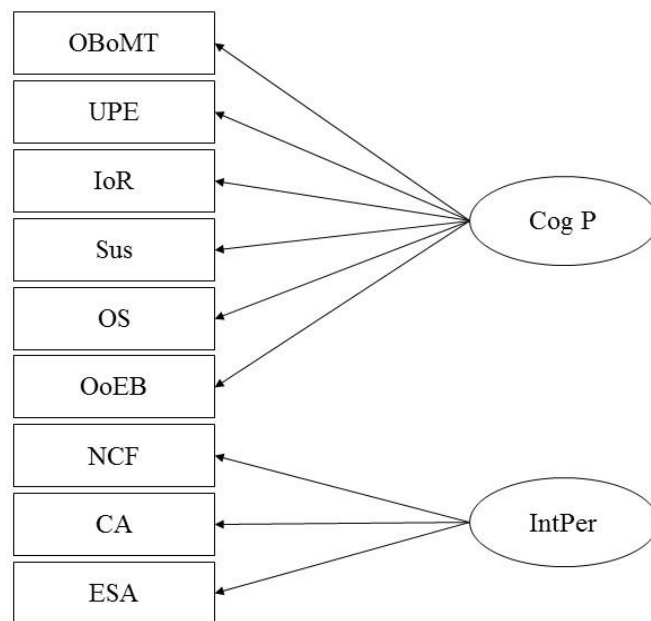 OBoMT
UPE
IoR
Sus
OS
OoEB
NCF
CA
ESA
Cog P
IntPer